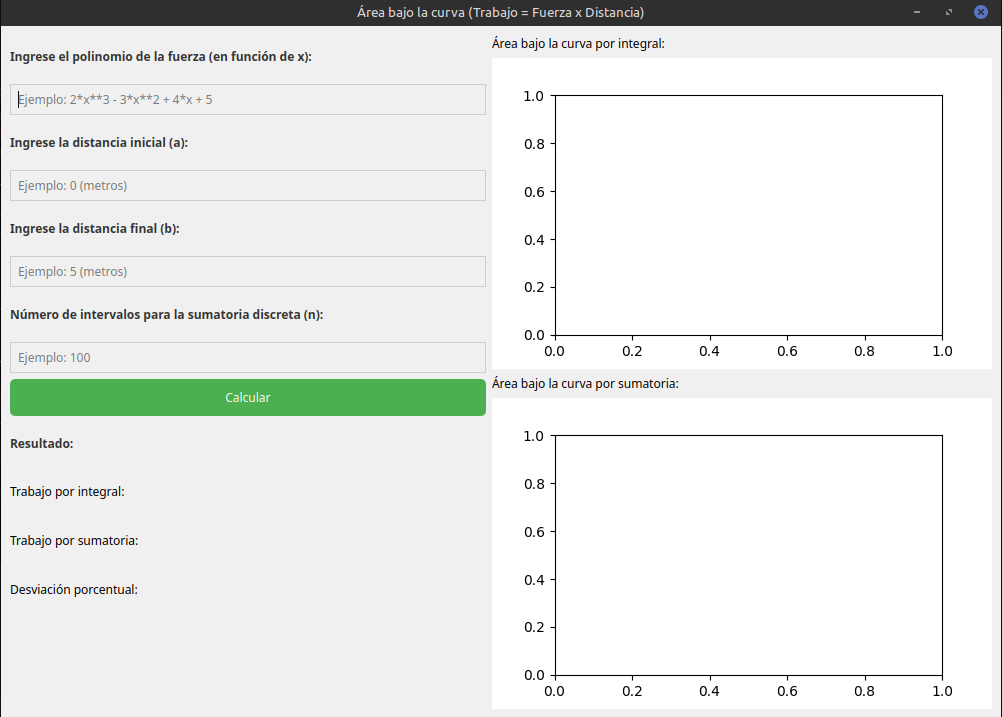 Área bajo la curva (Trabajo = Fuerza x Distancia)
Ingrese el polinomio de la fuerza (en función de x):
Ejemplo: 2*x**3 - 3*x**2 + 4*x + 5
Ingrese la distancia inicial (a):
Ejemplo: 0 (metros)
Ingrese la distancia final (b):
Ejemplo: 5 (metros)
Número de intervalos para la sumatoria discreta (n):
Ejemplo: 100
Calcular
Resultado:
Trabajo por integral:
Trabajo por sumatoria:
Desviación porcentual:
Área bajo la curva por integral:
1.0
0.8
0.6
0.4
0.2
0.0
0.0 0.2 0.4 0.6 0.8 1.0
Área bajo la curva por sumatoria:
1.0
0.8
0.6
0.4
0.2
0.0
0.0 0.2 0.4 0.6 0.8 1.0